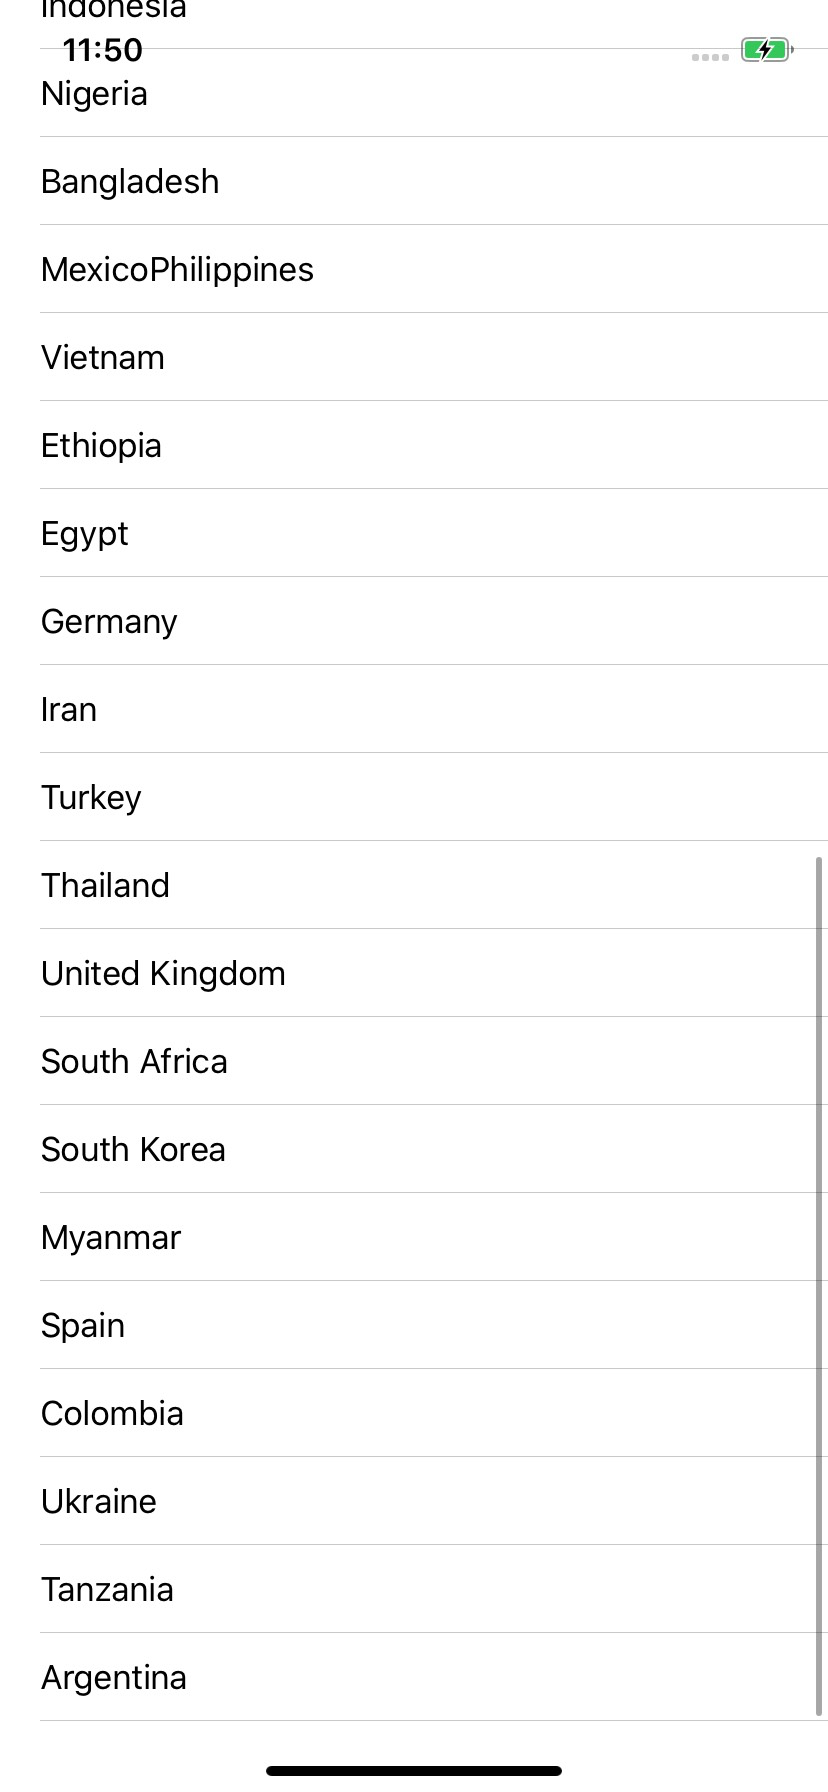 Indonesia
11:50
Nigeria
Bangladesh
MexicoPhilippines
Vietnam
Ethiopia
Egypt
Germany
Iran
Turkey
Thailand
United Kingdom
South Africa
South Korea
Myanmar
Spain
Colombia
Ukraine
Tanzania
Argentina